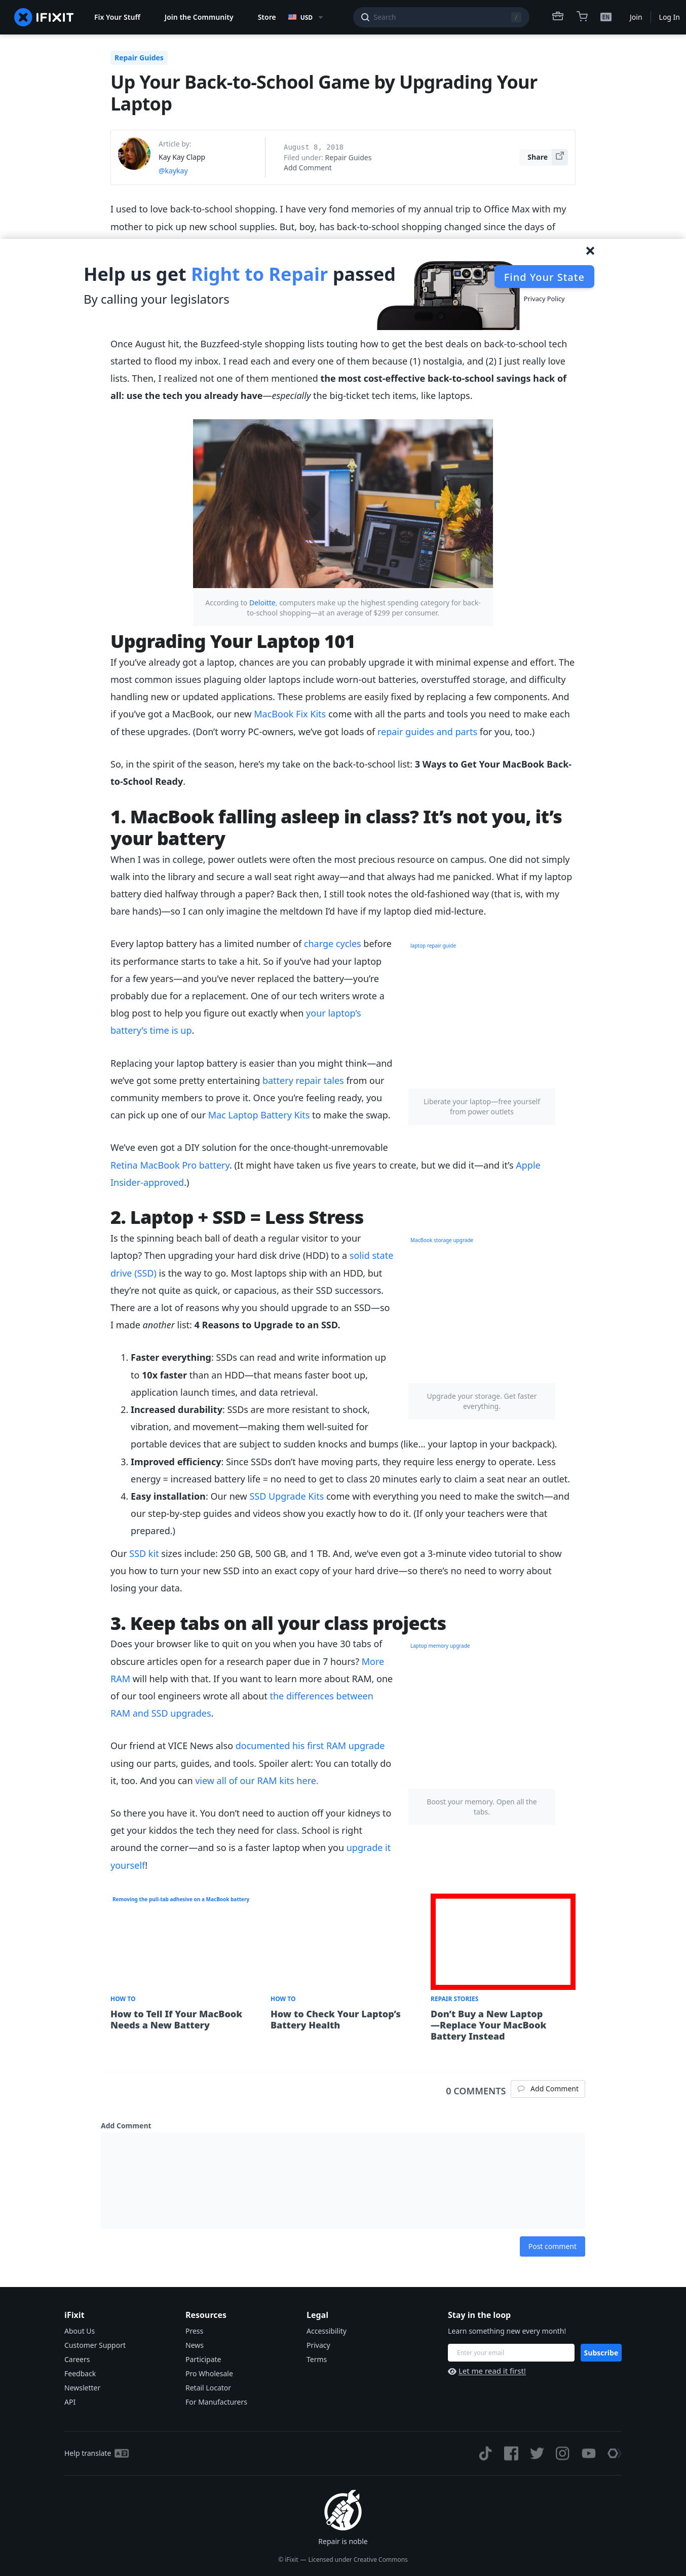 IFIXIT
Fix Your Stuff
Join the Community
Store
USD
Search
/
EN
Join
Log In
Repair Guides
Up Your Back-to-School Game by Upgrading Your
Laptop
Article by:
Kay Kay Clapp
@kaykay
August 8, 2018
Filed under: Repair Guides
Add Comment
Share
I used to love back-to-school shopping. I have very fond memories of my annual trip to Office Max with my
mother to pick up new school supplies. But, boy, has back-to-school shopping changed since the days of
Help us get Right to Repair passed
By calling your legislators
Find Your State
Privacy Policy
Once August hit, the Buzzfeed-style shopping lists touting how to get the best deals on back-to-school tech
started to flood my inbox. I read each and every one of them because (1) nostalgia, and (2) I just really love
lists. Then, I realized not one of them mentioned the most cost-effective back-to-school savings hack of
all: use the tech you already have—especially the big-ticket tech items, like laptops.
According to Deloitte, computers make up the highest spending category for back-
to-school shopping—at an average of $299 per consumer.
Upgrading Your Laptop 101
If you've already got a laptop, chances are you can probably upgrade it with minimal expense and effort. The
most common issues plaguing older laptops include worn-out batteries, overstuffed storage, and difficulty
handling new or updated applications. These problems are easily fixed by replacing a few components. And
if you've got a MacBook, our new MacBook Fix Kits come with all the parts and tools you need to make each
of these upgrades. (Don't worry PC-owners, we've got loads of repair guides and parts for you, too.)
So, in the spirit of the season, here's my take on the back-to-school list: 3 Ways to Get Your MacBook Back-
to-School Ready.
1. MacBook falling asleep in class? It's not you, it's
your battery
When I was in college, power outlets were often the most precious resource on campus. One did not simply
walk into the library and secure a wall seat right away—and that always had me panicked. What if my laptop
battery died halfway through a paper? Back then, I still took notes the old-fashioned way (that is, with my
bare hands)—so I can only imagine the meltdown I'd have if my laptop died mid-lecture.
Every laptop battery has a limited number of charge cycles before
its performance starts to take a hit. So if you've had your laptop
for a few years—and you've never replaced the battery—you're
probably due for a replacement. One of our tech writers wrote a
blog post to help you figure out exactly when your laptop's
battery's time is up.
laptop repair guide
Liberate your laptop—free yourself
from power outlets
Replacing your laptop battery is easier than you might think—and
we've got some pretty entertaining battery repair tales from our
community members to prove it. Once you're feeling ready, you
can pick up one of our Mac Laptop Battery Kits to make the swap.
We've even got a DIY solution for the once-thought-unremovable
Retina MacBook Pro battery. (It might have taken us five years to create, but we did it—and it's Apple
Insider-approved.)
2. Laptop + SSD = Less Stress
Is the spinning beach ball of death a regular visitor to your
laptop? Then upgrading your hard disk drive (HDD) to a solid state
drive (SSD) is the way to go. Most laptops ship with an HDD, but
they're not quite as quick, or capacious, as their SSD successors.
There are a lot of reasons why you should upgrade to an SSD—so
I made another list: 4 Reasons to Upgrade to an SSD.
MacBook storage upgrade
Upgrade your storage. Get faster
everything.
1. Faster everything: SSDs can read and write information up
to 10x faster than an HDD—that means faster boot up,
application launch times, and data retrieval.
2. Increased durability: SSDs are more resistant to shock,
vibration, and movement—making them well-suited for
portable devices that are subject to sudden knocks and bumps (like… your laptop in your backpack).
3. Improved efficiency: Since SSDs don't have moving parts, they require less energy to operate. Less
energy = increased battery life = no need to get to class 20 minutes early to claim a seat near an outlet.
4. Easy installation: Our new SSD Upgrade Kits come with everything you need to make the switch—and
our step-by-step guides and videos show you exactly how to do it. (If only your teachers were that
prepared.)
Our SSD kit sizes include: 250 GB, 500 GB, and 1 TB. And, we've even got a 3-minute video tutorial to show
you how to turn your new SSD into an exact copy of your hard drive—so there's no need to worry about
losing your data.
3. Keep tabs on all your class projects
Does your browser like to quit on you when you have 30 tabs of
obscure articles open for a research paper due in 7 hours? More
RAM will help with that. If you want to learn more about RAM, one
of our tool engineers wrote all about the differences between
RAM and SSD upgrades.
Laptop memory upgrade
Boost your memory. Open all the
tabs.
Our friend at VICE News also documented his first RAM upgrade
using our parts, guides, and tools. Spoiler alert: You can totally do
it, too. And you can view all of our RAM kits here.
So there you have it. You don't need to auction off your kidneys to
get your kiddos the tech they need for class. School is right
around the corner—and so is a faster laptop when you upgrade it
yourself!
Removing the pull-tab adhesive on a MacBook battery
HOW TO
How to Tell If Your MacBook
Needs a New Battery
HOW TO
How to Check Your Laptop's
Battery Health
REPAIR STORIES
Don't Buy a New Laptop
—Replace Your MacBook
Battery Instead
0 COMMENTS
Add Comment
Add Comment
Post comment
iFixit
About Us
Customer Support
Careers
Feedback
Newsletter
API
Resources
Press
News
Participate
Pro Wholesale
Retail Locator
For Manufacturers
Legal
Accessibility
Privacy
Terms
Stay in the loop
Learn something new every month!
Enter your email
Subscribe
Let me read it first!
Help translate
Repair is noble
© iFixit — Licensed under Creative Commons